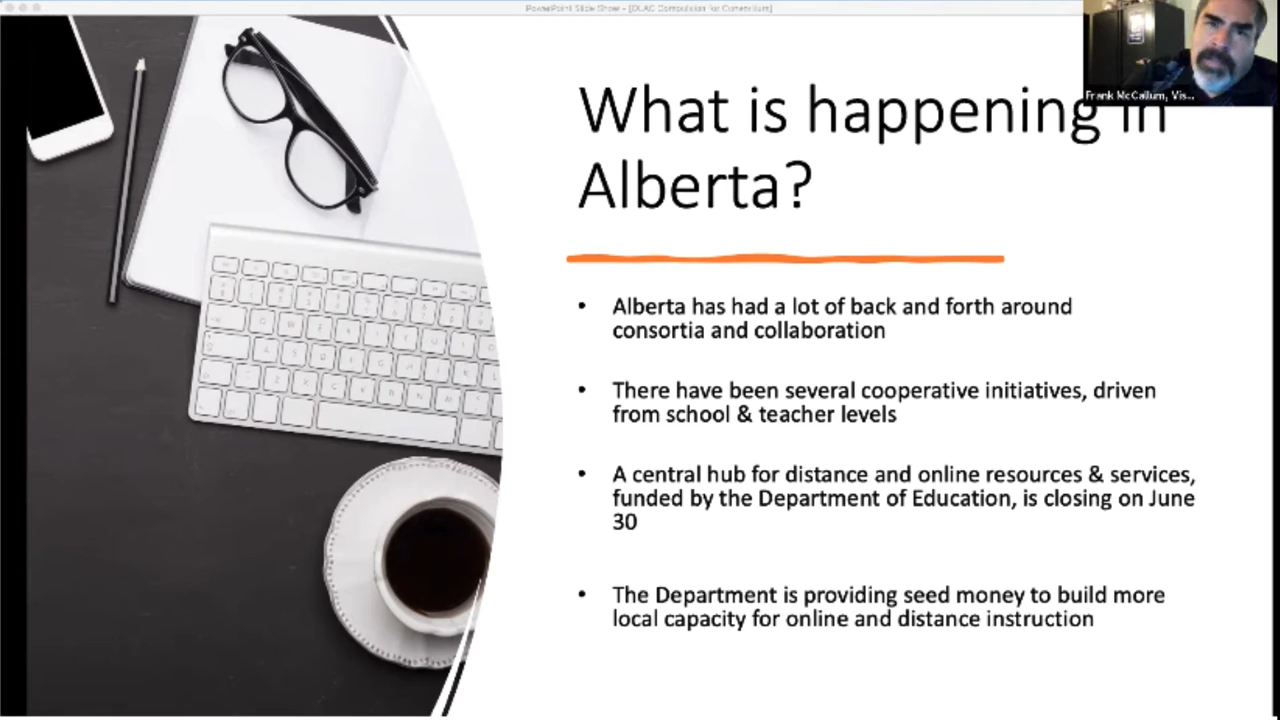 PowerPoint Slide Show - [DLAC Compulsion for Consortium]
Frank McCallum, Vis...
What is happening in
Alberta?
• Alberta has had a lot of back and forth around
consortia and collaboration
• There have been several cooperative initiatives, driven
from school & teacher levels
• A central hub for distance and online resources & services,
funded by the Department of Education, is closing on June
30
• The Department is providing seed money to build more
local capacity for online and distance instruction